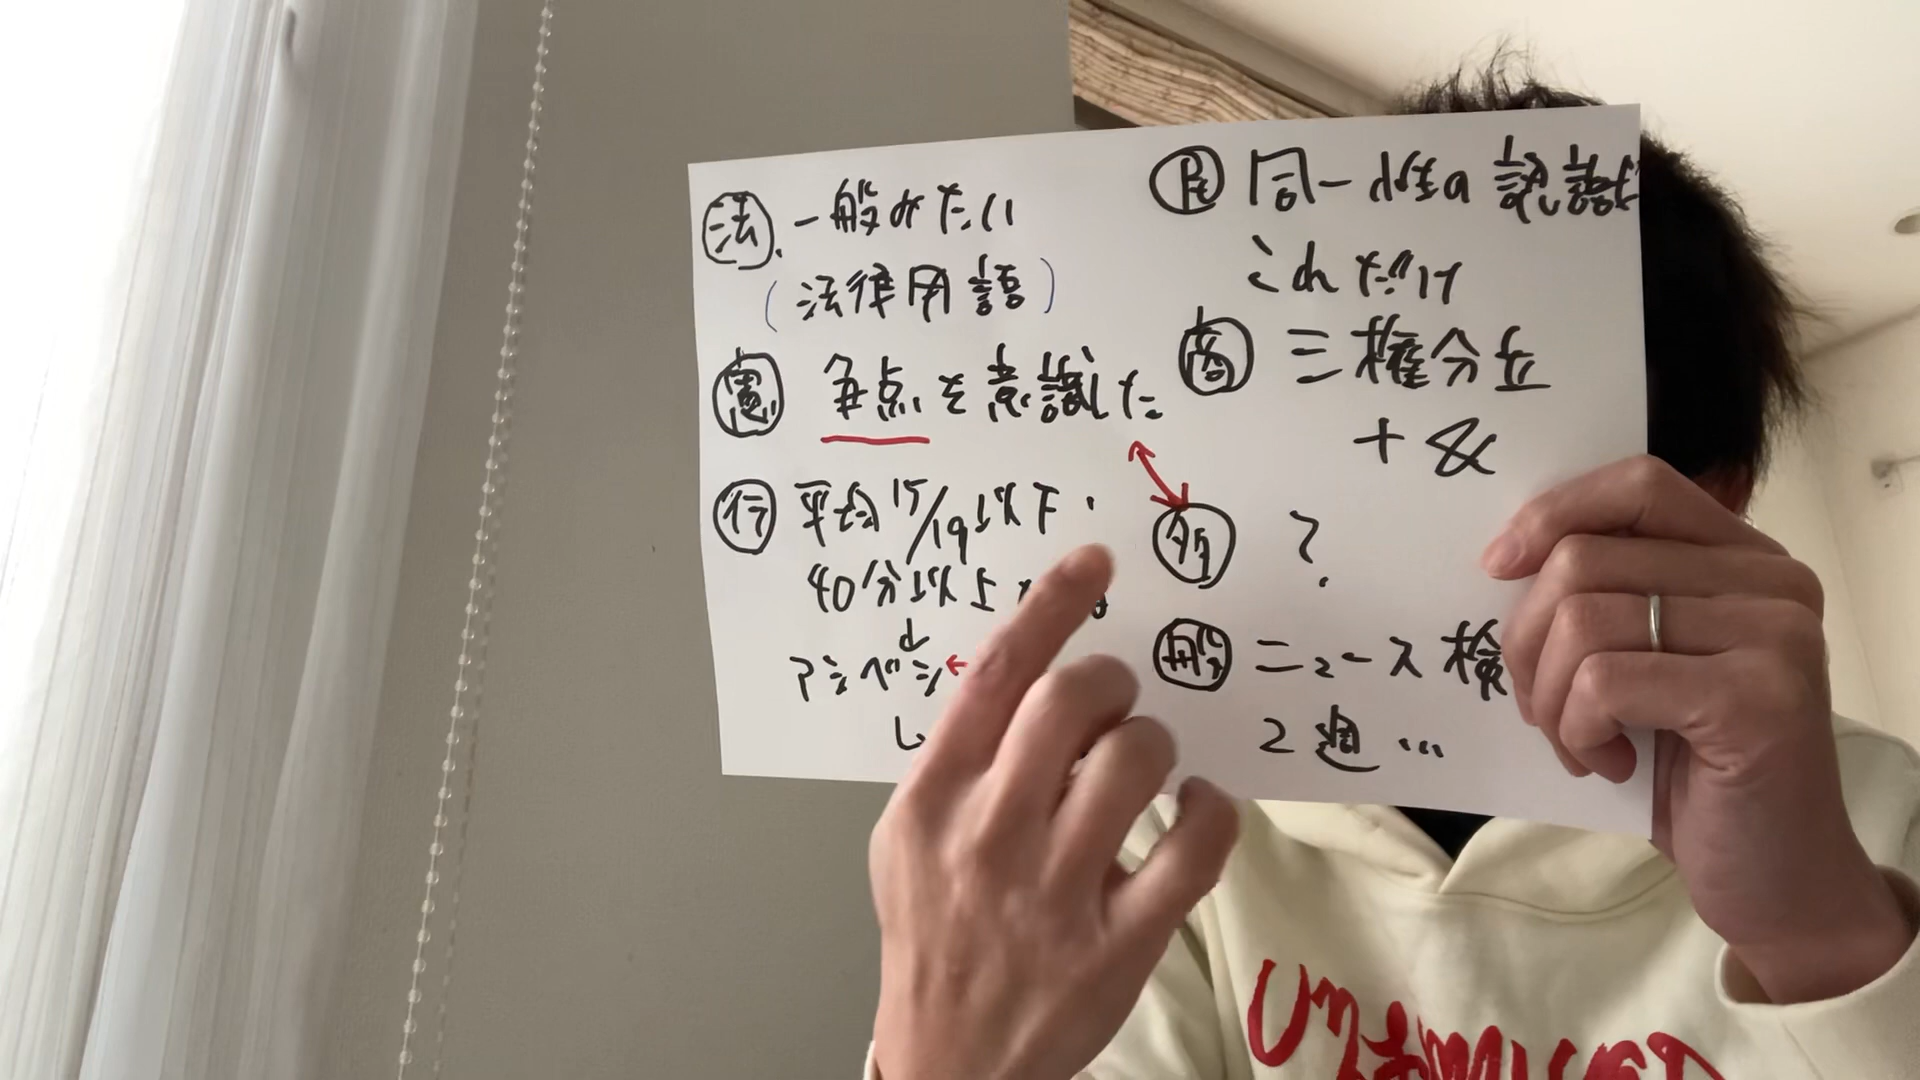 法 一般みたい
(法律用語)
憲 争点を意識した
行 平均15/19以下
40分以上
アシベシ
民 同一性の認識
これだけ
商 三権分立
+ &
?
般 ニュース検
2週…